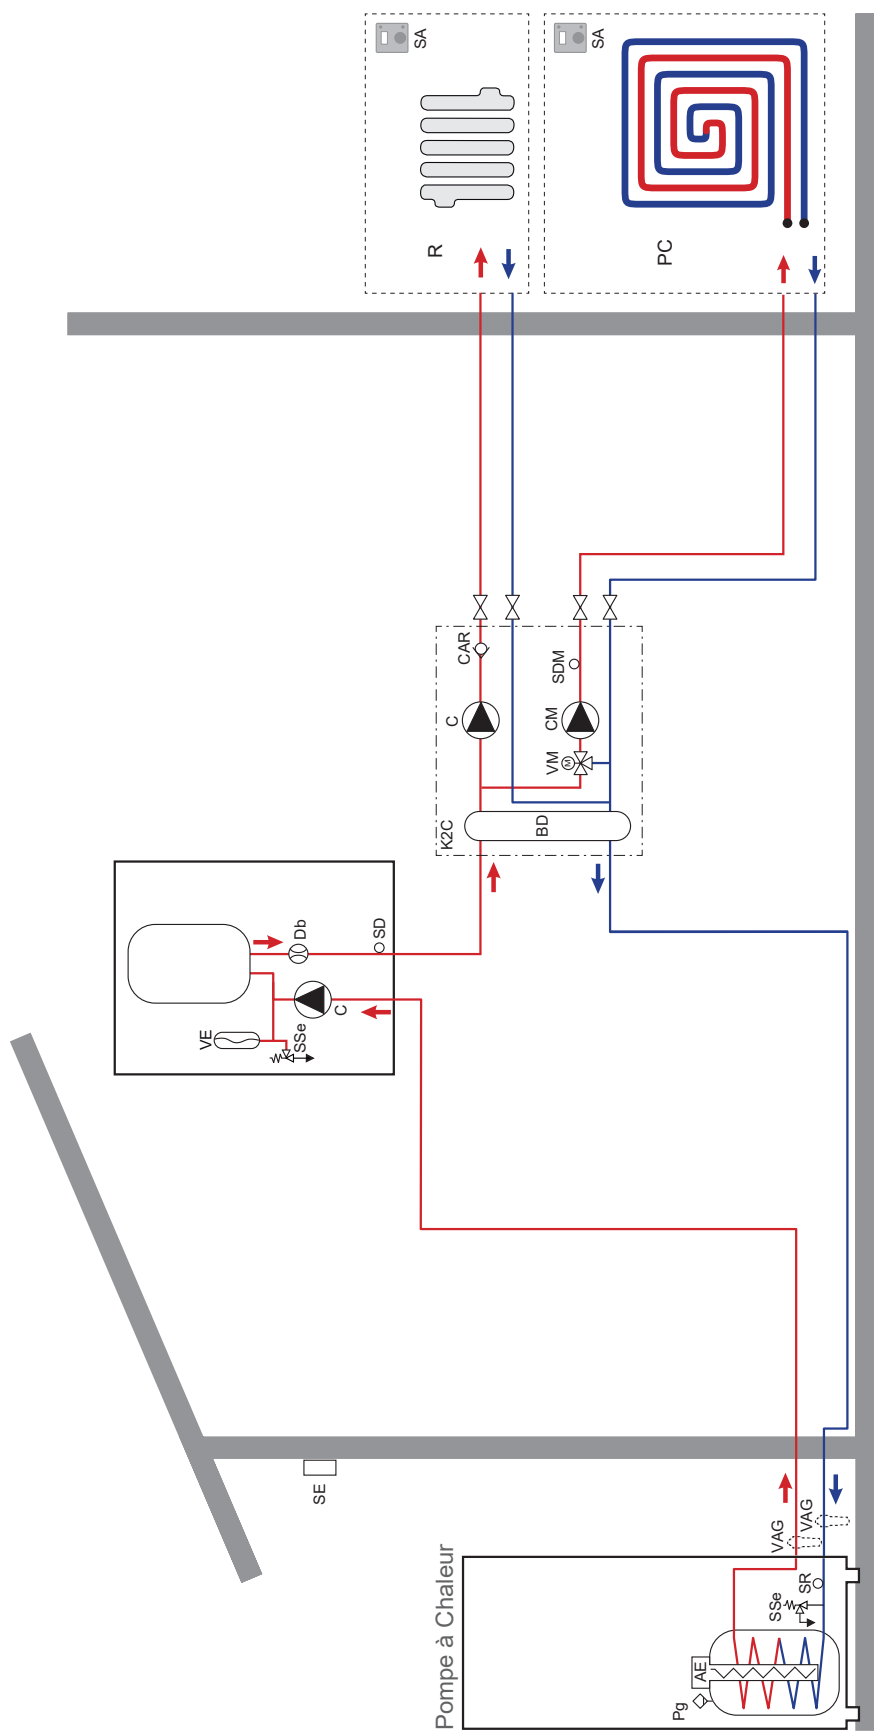 Pompe à Chaleur
Pg
AE
SSe
SR
VAG
VAG
SE
VE
SSe
C
Db
SD
K2C
BD
VM
M
C
CM
CAR
SDM
R
SA
PC
SA